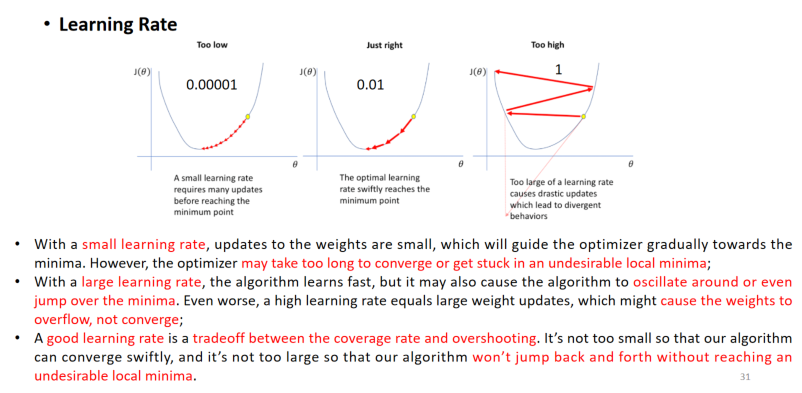 • Learning Rate
Too low
Just right
Too high
J(θ)
0.00001
θ
J(θ)
0.01
θ
J(θ)
1
θ
A small learning rate
requires many updates
before reaching the
minimum point
The optimal learning
rate swiftly reaches the
minimum point
Too large of a learning rate
causes drastic updates
which lead to divergent
behaviors
• With a small learning rate, updates to the weights are small, which will guide the optimizer gradually towards the
minima. However, the optimizer may take too long to converge or get stuck in an undesirable local minima;
• With a large learning rate, the algorithm learns fast, but it may also cause the algorithm to oscillate around or even
jump over the minima. Even worse, a high learning rate equals large weight updates, which might cause the weights to
overflow, not converge;
• A good learning rate is a tradeoff between the coverage rate and overshooting. It’s not too small so that our algorithm
can converge swiftly, and it’s not too large so that our algorithm won’t jump back and forth without reaching an
undesirable local minima.
31